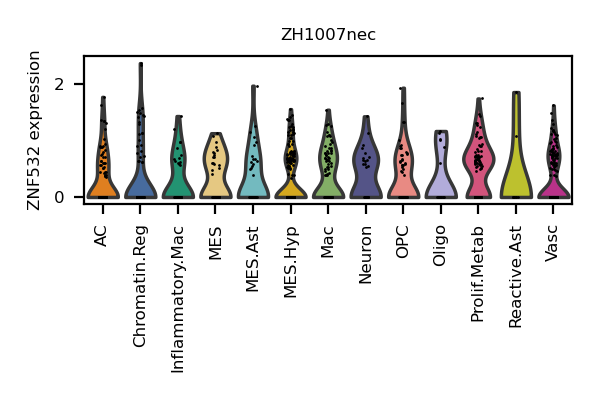 ZH1007nec
ZNF532 expression
2
0
AC
Chromatin.Reg
Inflammatory.Mac
MES
MES.Ast
MES.Hyp
Mac
Neuron
OPC
Oligo
Prolif.Metab
Reactive.Ast
Vasc